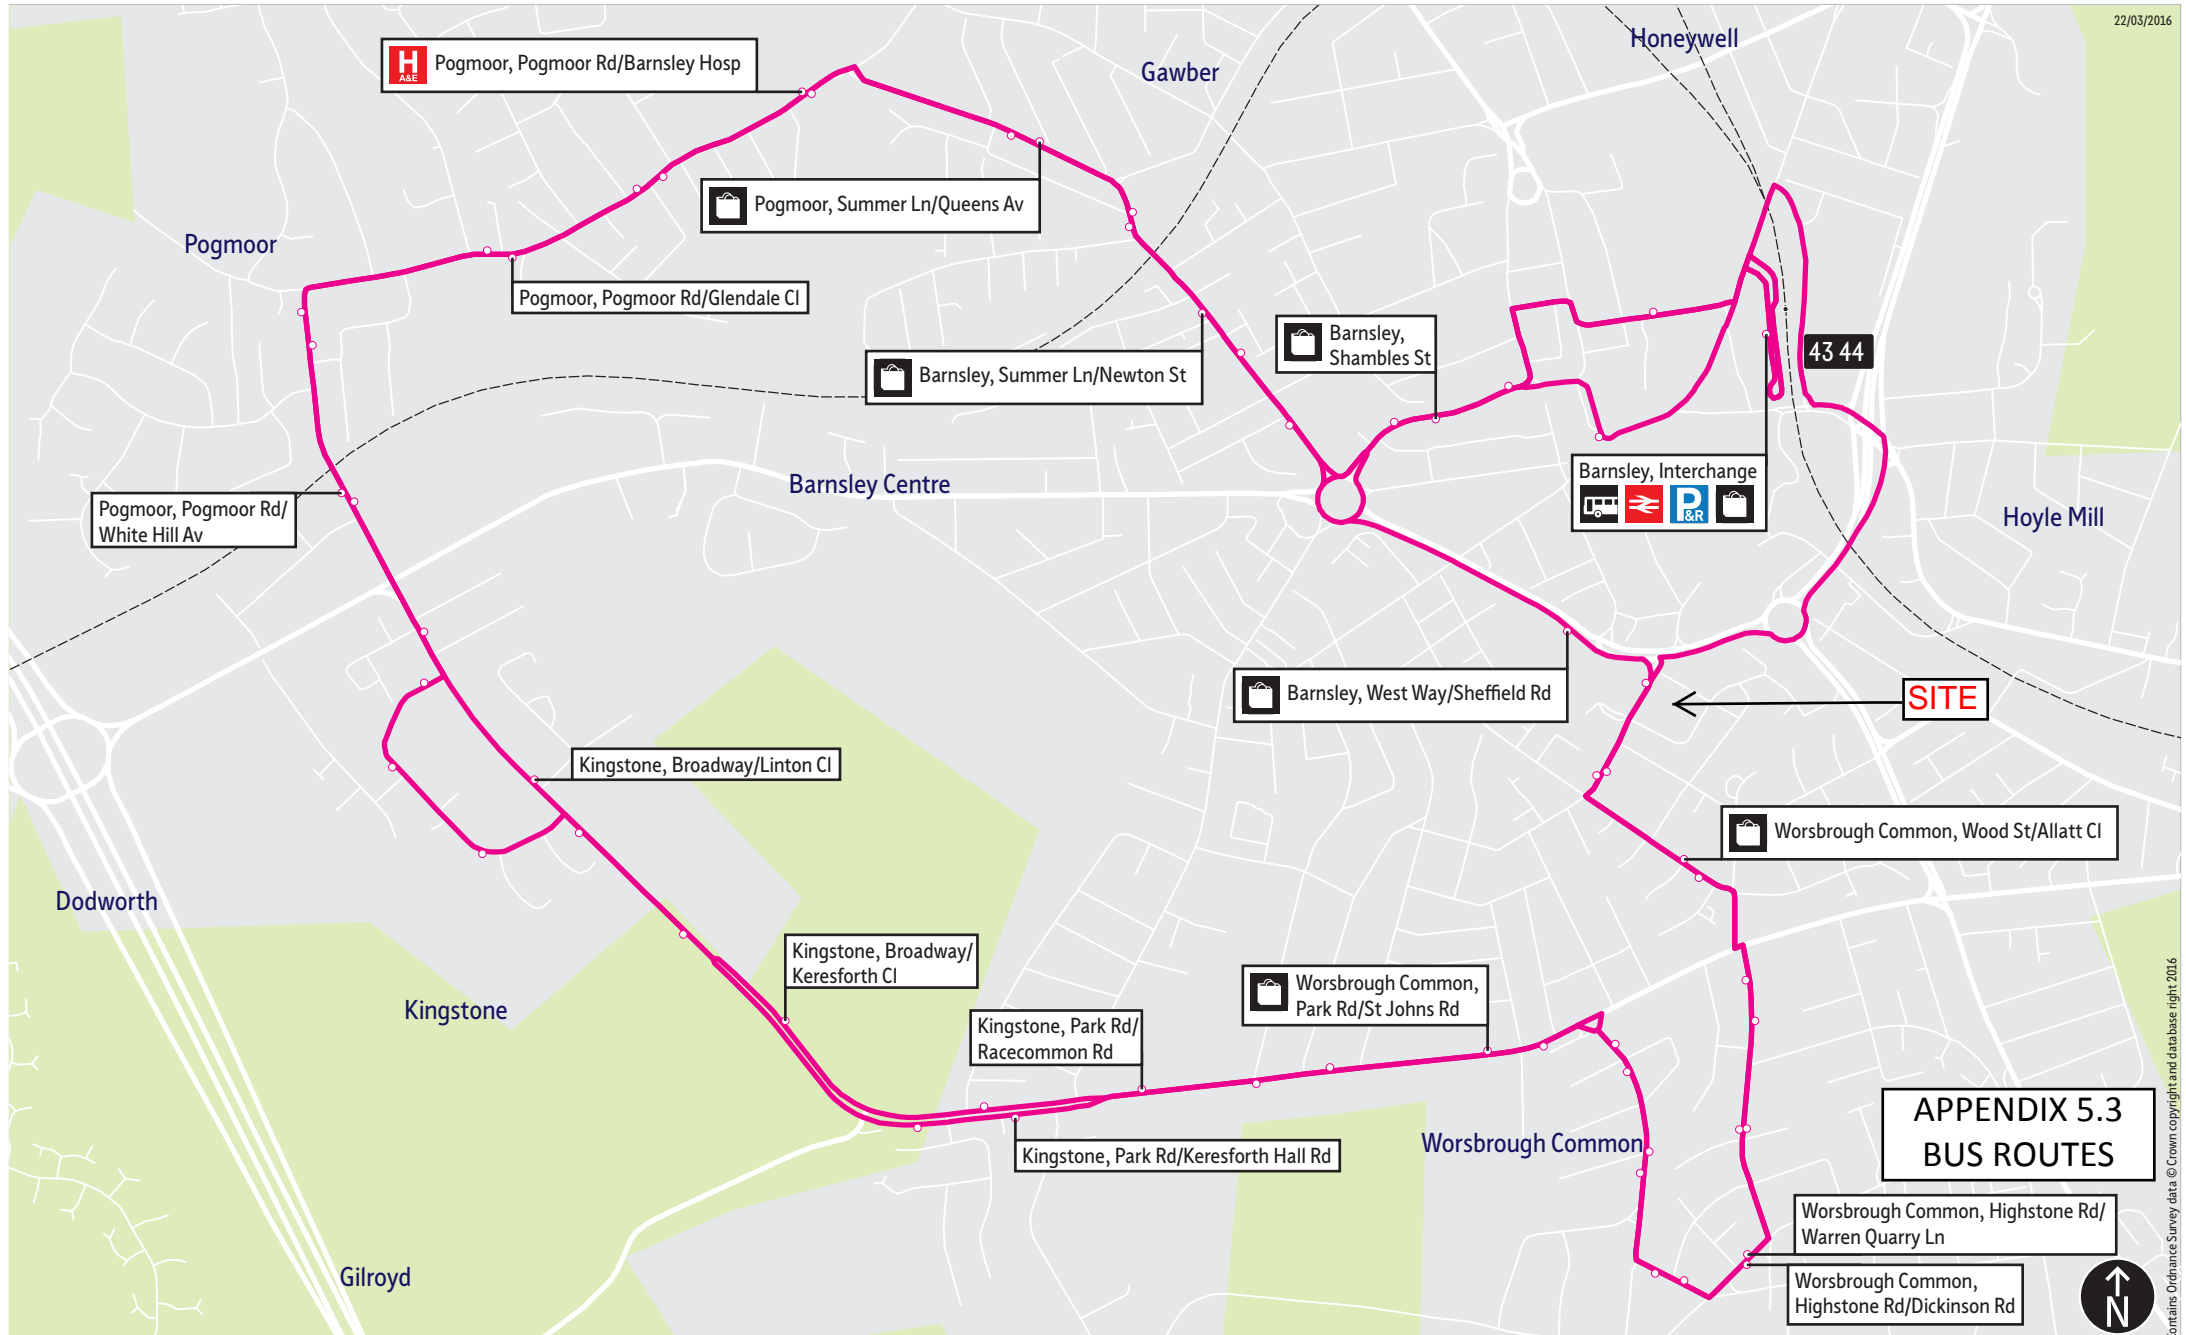 22/03/2016
Honeywell
H
A&E
Pogmoor, Pogmoor Rd/Barnsley Hosp
Gawber
Pogmoor, Summer Ln/Queens Av
Pogmoor
Pogmoor, Pogmoor Rd/Glendale Cl
Barnsley,
Shambles St
43 44
Barnsley, Summer Ln/Newton St
Barnsley Centre
Barnsley, Interchange
P
&R
Pogmoor, Pogmoor Rd/
White Hill Av
Hoyle Mill
Barnsley, West Way/Sheffield Rd
SITE
Kingstone, Broadway/Linton Cl
Worsbrough Common, Wood St/Allatt Cl
Dodworth
Kingstone, Broadway/
Keresforth Cl
Kingstone
Worsbrough Common,
Park Rd/St Johns Rd
Kingstone, Park Rd/
Racecommon Rd
APPENDIX 5.3
BUS ROUTES
Worsbrough Common
Kingstone, Park Rd/Keresforth Hall Rd
Worsbrough Common, Highstone Rd/
Warren Quarry Ln
Gilroyd
Worsbrough Common,
Highstone Rd/Dickinson Rd
N
ontains Ordnance Survey data © Crown copyright and database right 2016